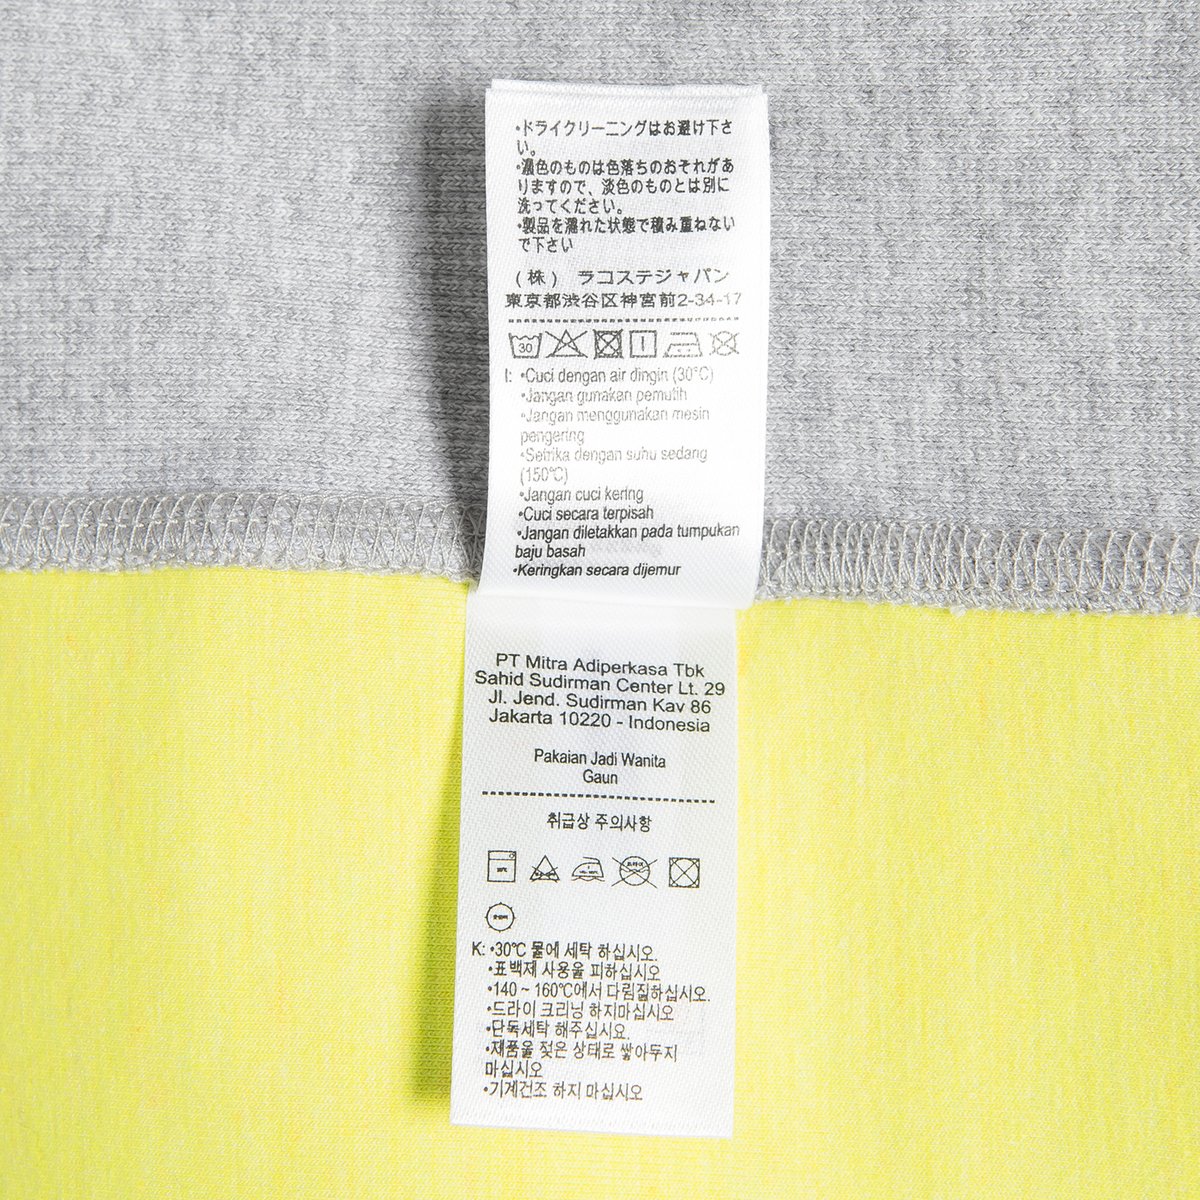 •ドライクリーニングはお避け下さ
い。
•濃色のものは色落ちのおそれがあ
りますので、淡色のものとは別に
洗ってください。
•製品を濡れた状態で積み重ねない
で下さい
(株) ラコステジャパン
東京都渋谷区神宮前2-34-17
30
I: •Cuci dengan air dingin (30°C)
•Jangan gunakan pemutih
•Jangan menggunakan mesin
pengering
•Setrika dengan suhu sedang
(150°C)
•Jangan cuci kering
•Cuci secara terpisah
•Jangan diletakkan pada tumpukan
baju basah
•Keringkan secara dijemur
PT Mitra Adiperkasa Tbk
Sahid Sudirman Center Lt. 29
Jl. Jend. Sudirman Kav 86
Jakarta 10220 - Indonesia
Pakaian Jadi Wanita
Gaun
취급상 주의사항
K: •30℃ 물에 세탁 하십시오.
•표백제 사용을 피하십시오
•140 ~ 160℃에서 다림질하십시오.
•드라이 크리닝 하지마십시오
•단독세탁 해주십시요.
•제품을 젖은 상태로 쌓아두지
마십시오
•기계건조 하지 마십시오